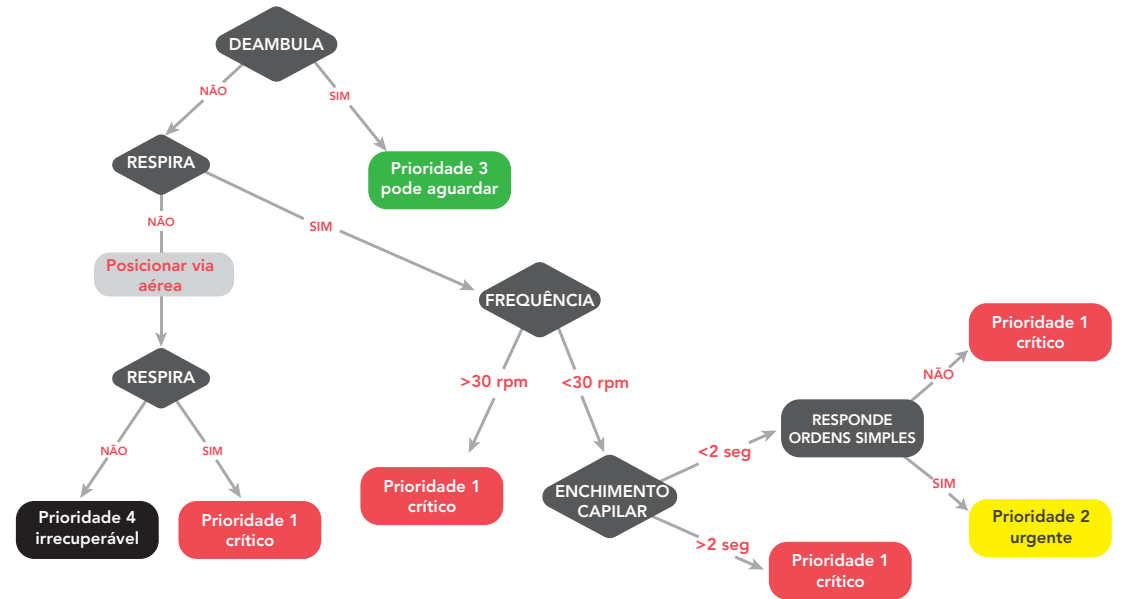 DEAMBULA
NÃO
SIM
RESPIRA
Prioridade 3
pode aguardar
NÃO
SIM
Posicionar via
aérea
FREQUÊNCIA
Prioridade 1
crítico
RESPIRA
>30 rpm
<30 rpm
NÃO
RESPONDE
ORDENS SIMPLES
NÃO
SIM
<2 seg
SIM
ENCHIMENTO
CAPILAR
Prioridade 1
crítico
Prioridade 4
irrecuperável
Prioridade 1
crítico
Prioridade 2
urgente
>2 seg
Prioridade 1
crítico